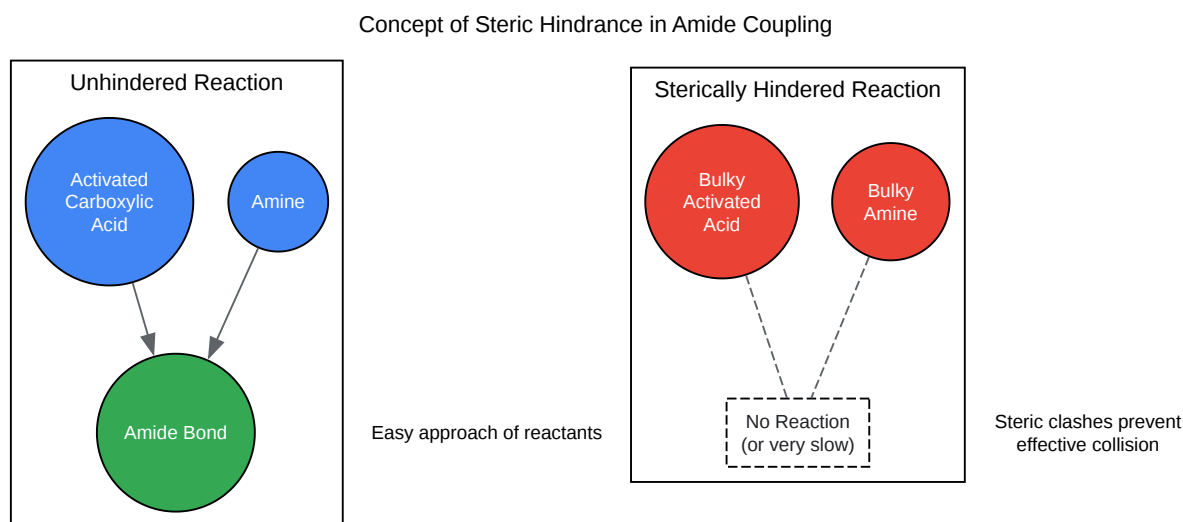 Concept of Steric Hindrance in Amide Coupling
Unhindered Reaction
Activated
Carboxylic
Acid
Amine
Amide Bond
Easy approach of reactants
Sterically Hindered Reaction
Bulky
Activated
Acid
Bulky
Amine
No Reaction
(or very slow)
Steric clashes prevent
effective collision